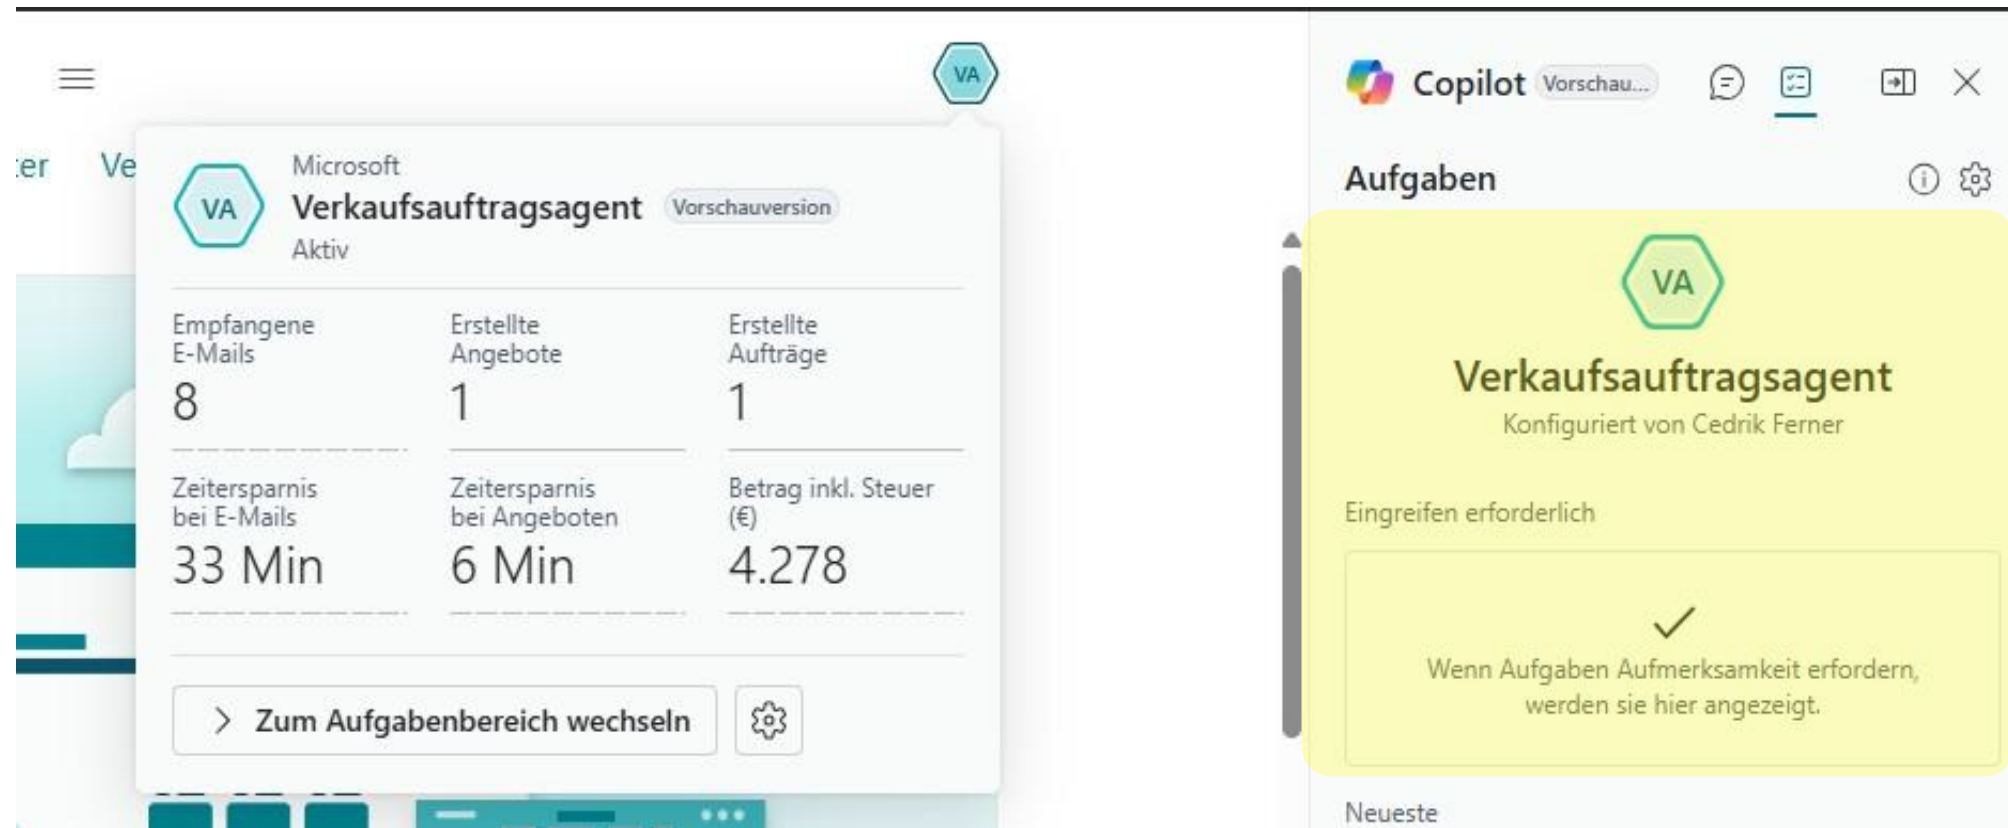 VA
ter Ve
VA
Microsoft
Verkaufsauftragsagent Vorschauversion
Aktiv
Empfangene
E-Mails
8
Erstellte
Angebote
1
Erstellte
Aufträge
1
Zeitersparnis
bei E-Mails
33 Min
Zeitersparnis
bei Angeboten
6 Min
Betrag inkl. Steuer
(€)
4.278
Zum Aufgabenbereich wechseln
Copilot Vorschau...
Aufgaben
VA
Verkaufsauftragsagent
Konfiguriert von Cedrik Ferner
Eingreifen erforderlich
Wenn Aufgaben Aufmerksamkeit erfordern,
werden sie hier angezeigt.
Neueste